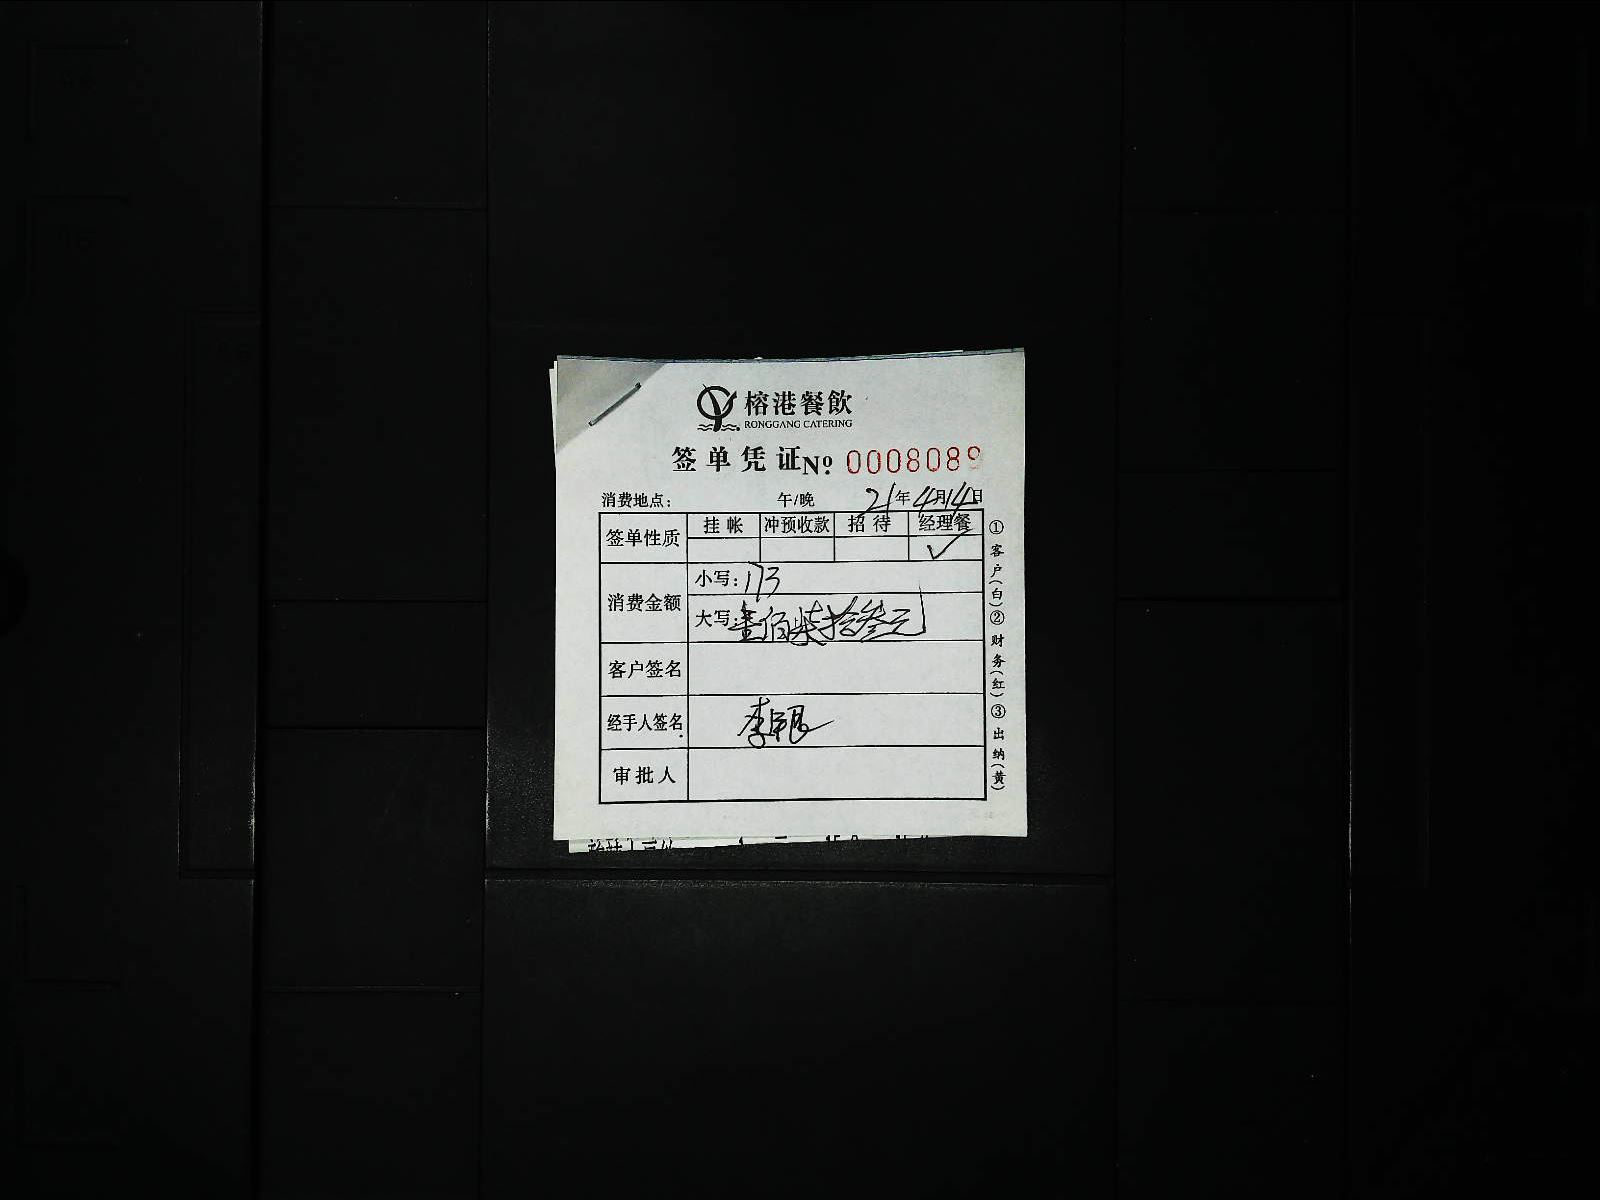 榕港餐飲
RONGGANG CATERING
签单凭证№ 0008089
消费地点: 午/晚 21年4月14日
签单性质 挂帐 冲预收款 招待 经理餐
✓
消费金额 小写: 173
大写: 壹佰柒拾叁元
客户签名
经手人签名 李
审批人
①客户(白)②财务(红)③出纳(黄)